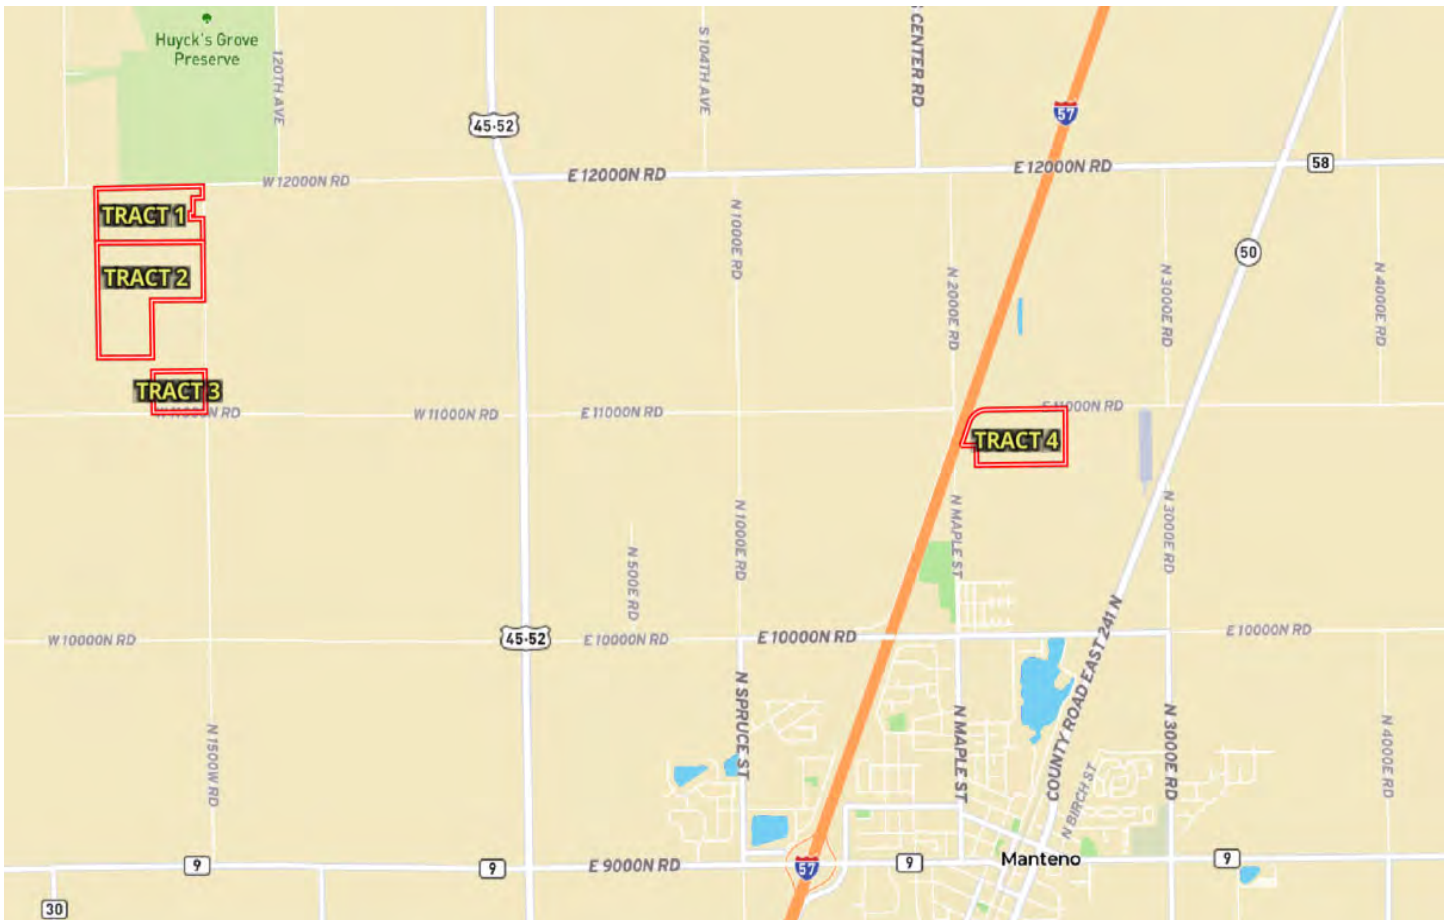 Huyck's Grove
Preserve
120TH AVE
45-52
S 104TH AVE
S CENTER RD
57
58
W 12000N RD
E 12000N RD
E 12000N RD
TRACT 1
TRACT 2
TRACT 3
N 1000E RD
N 2000E RD
50
N 3000E RD
N 4000E RD
W 11000N RD
W 11000N RD
E 11000N RD
E 11000N RD
TRACT 4
N 1000E RD
N MAPLE ST
N 3000E RD
N 500E RD
W 10000N RD
45-52
E 10000N RD
E 10000N RD
E 10000N RD
COUNTY ROAD EAST 241 N
N 1500W RD
N SPRUCE ST
N MAPLE ST
N BIRCH ST
N 3000E RD
N 4000E RD
9
9
E 9000N RD
57
9
Manteno
9
30